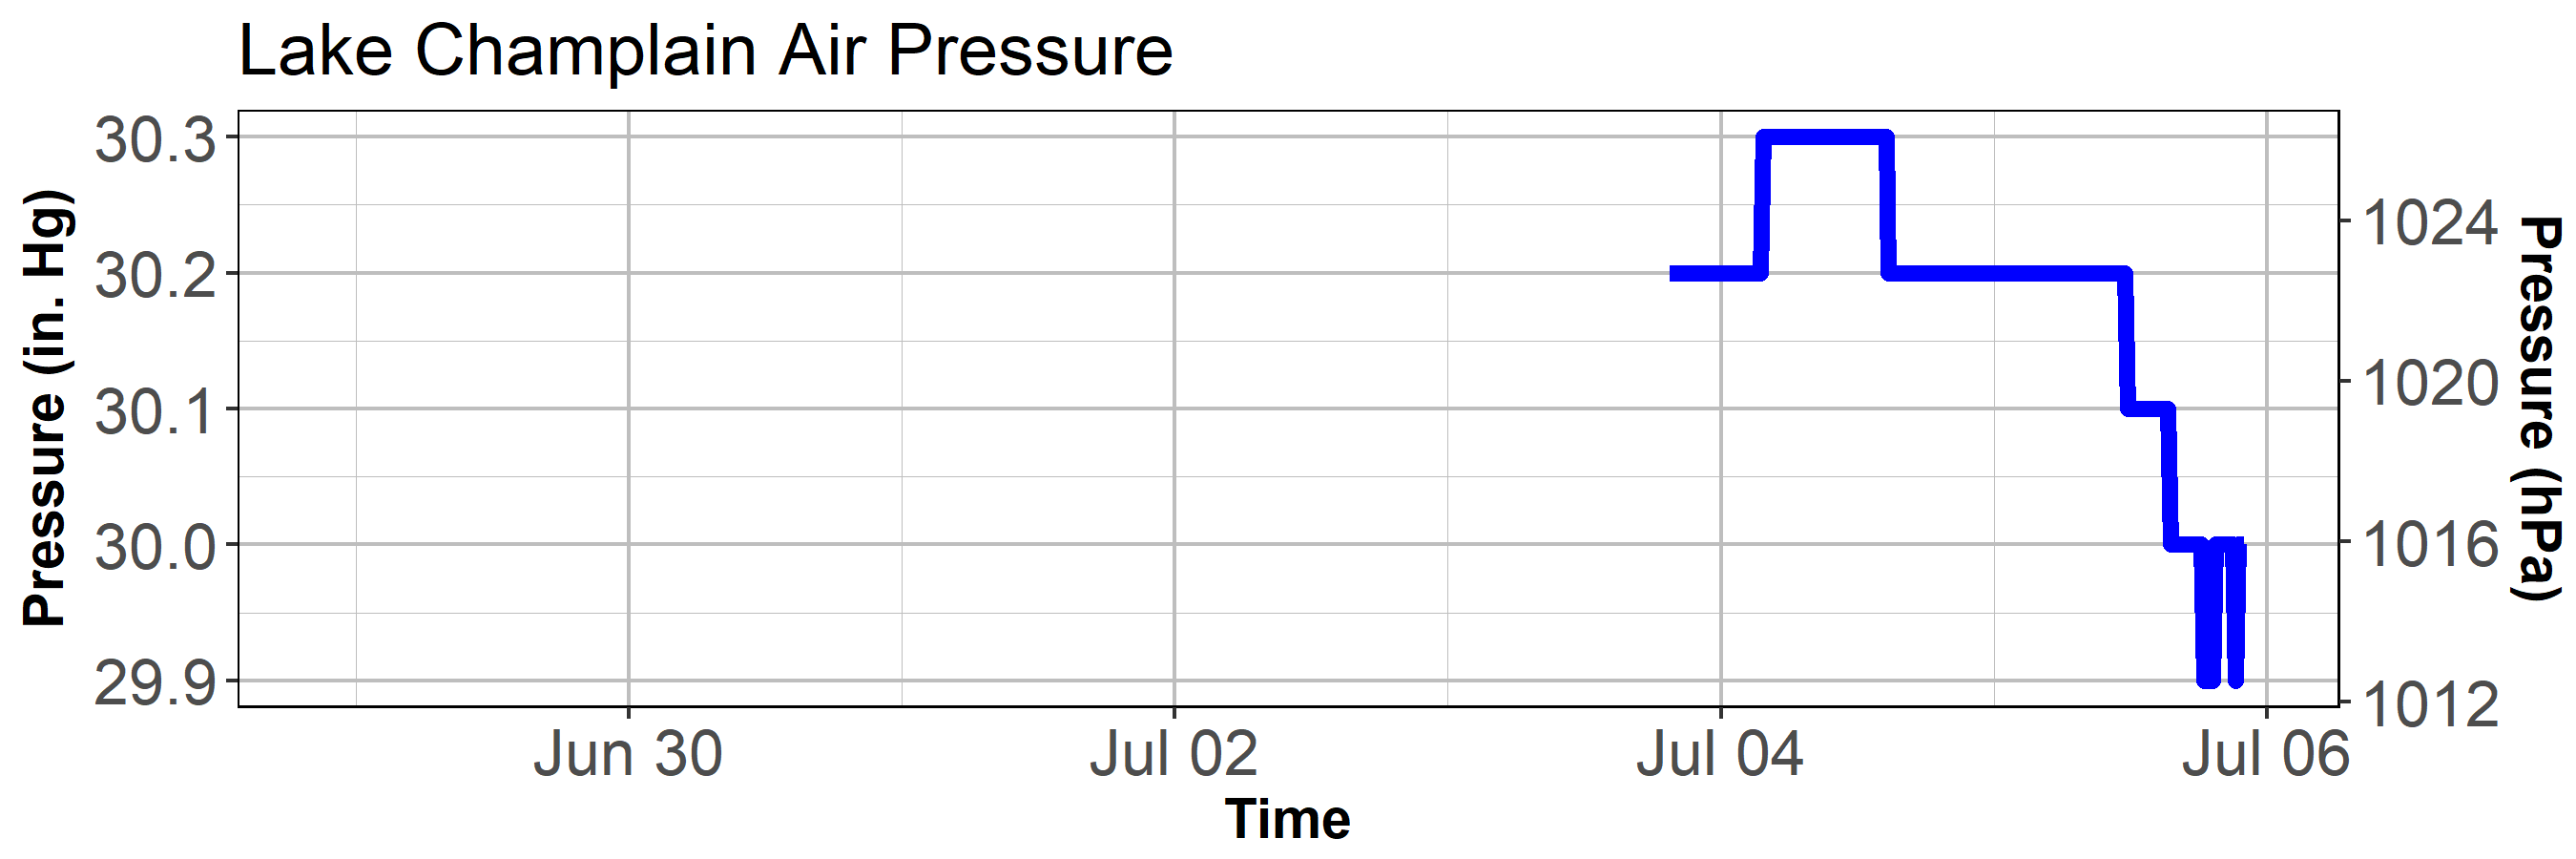 Lake Champlain Air Pressure
Pressure (in. Hg)
30.3
30.2
30.1
30.0
29.9
1024
1020
1016
1012
Pressure (hPa)
Jun 30
Jul 02
Jul 04
Jul 06
Time